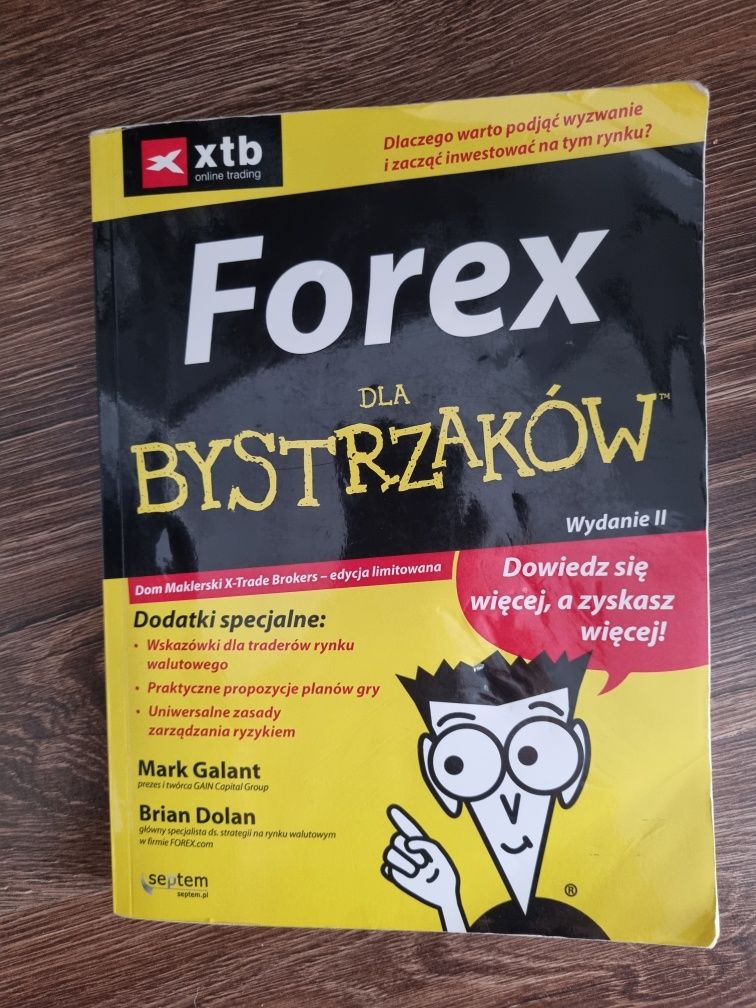 xtb
online trading
Dlaczego warto podjąć wyzwanie
i zacząć inwestować na tym rynku?
Forex
DLA
BYSTRZAKÓW™
Wydanie II
Dom Maklerski X-Trade Brokers – edycja limitowana
Dowiedz się
więcej, a zyskasz
więcej!
Dodatki specjalne:
• Wskazówki dla traderów rynku
walutowego
• Praktyczne propozycje planów gry
• Uniwersalne zasady
zarządzania ryzykiem
Mark Galant
prezes i twórca GAIN Capital Group
Brian Dolan
główny specjalista ds. strategii na rynku walutowym
w firmie FOREX.com
septem
septem.pl
®